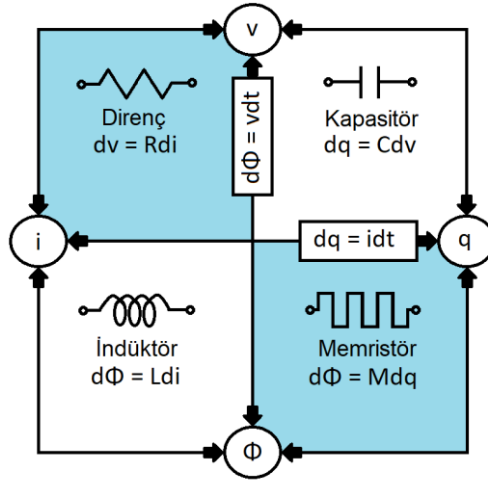 v
Direnç
dv = Rdi
dΦ = vdt
Kapasitör
dq = Cdv
i
dq = idt
q
İndüktör
dΦ = Ldi
Memristör
dΦ = Mdq
Φ